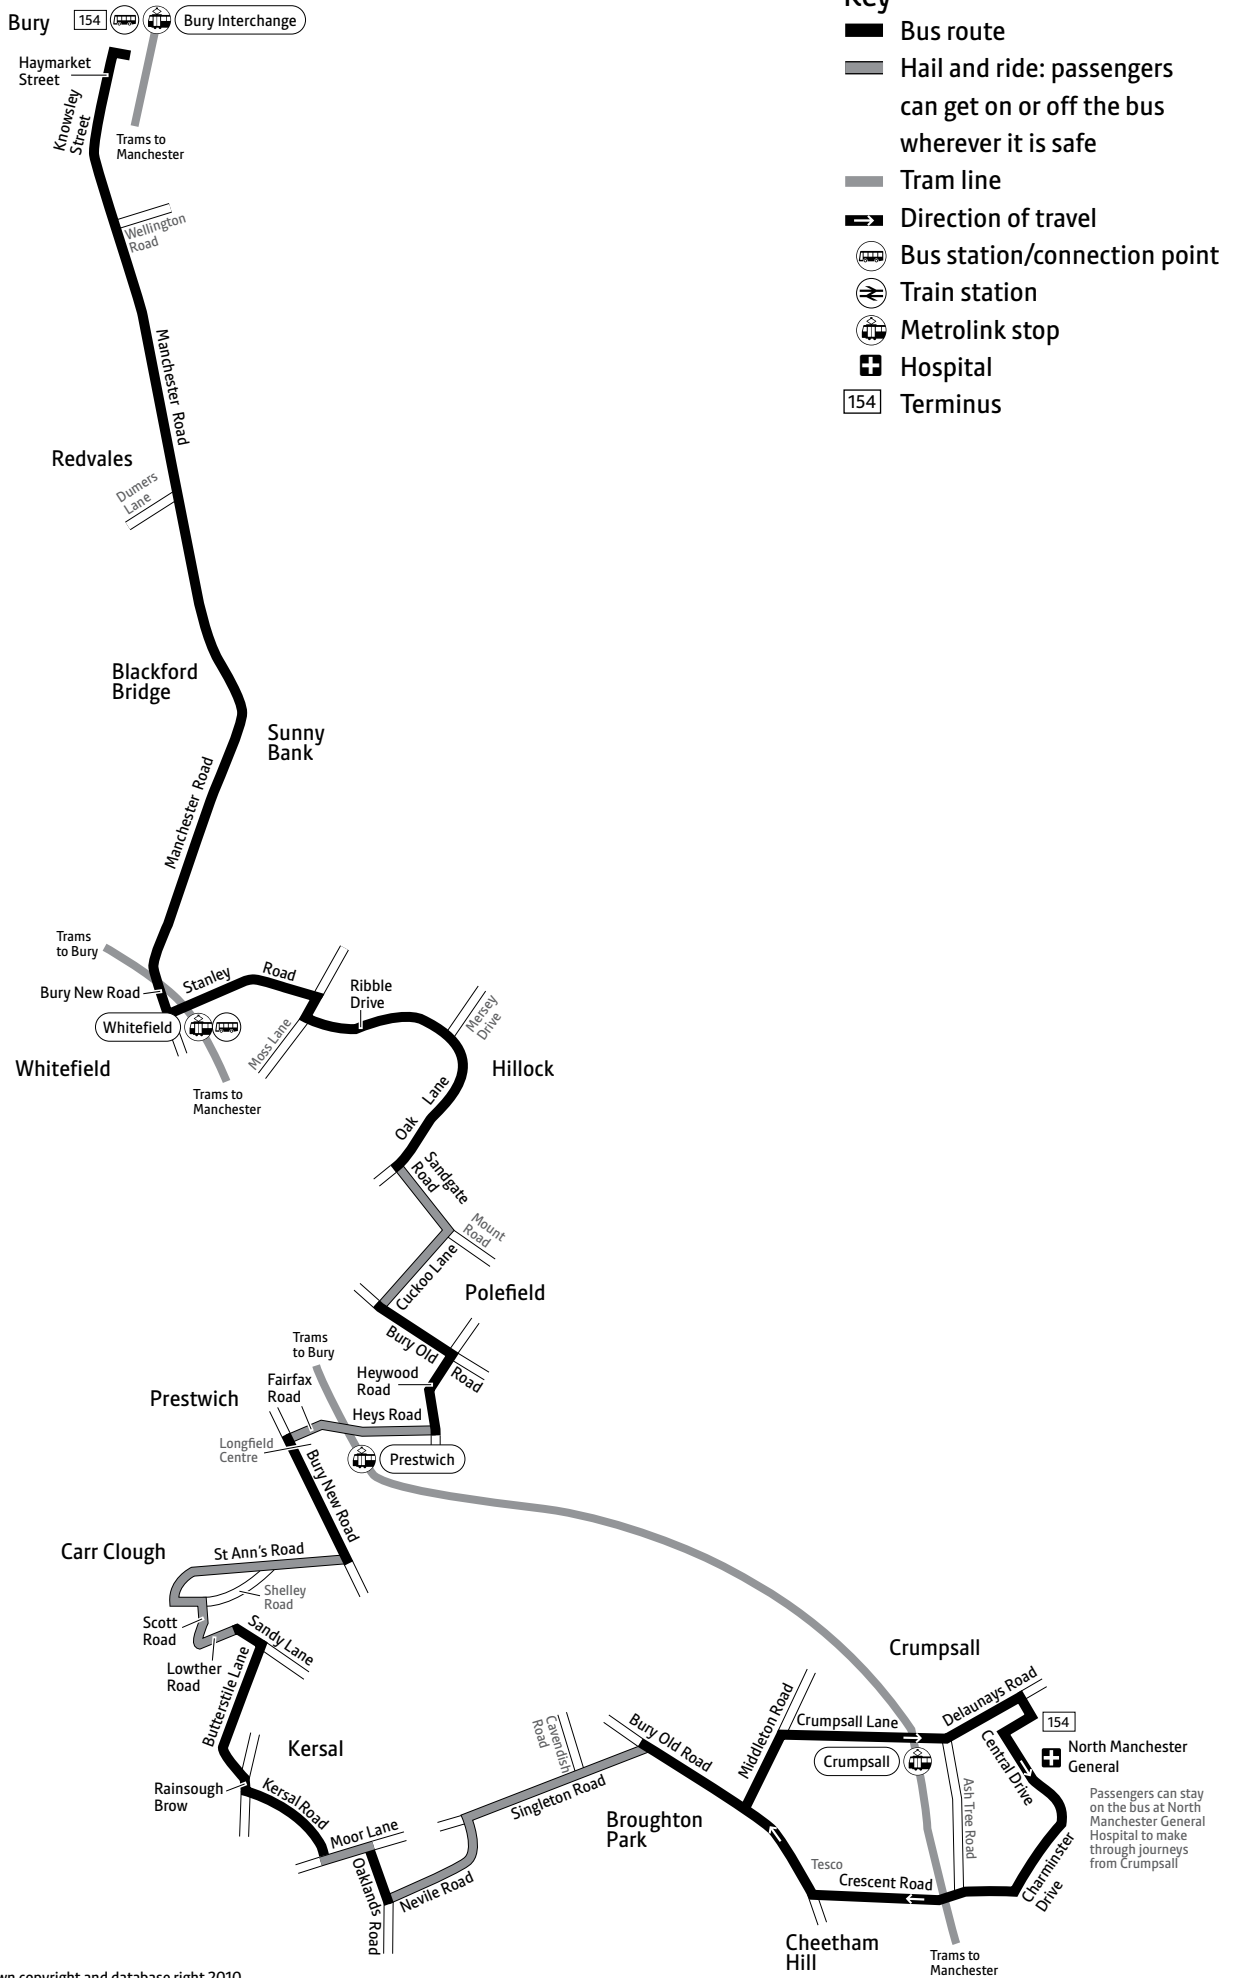 Key
Bus route
Hail and ride: passengers
can get on or off the bus
wherever it is safe
Tram line
Direction of travel
Bus station/connection point
Train station
Metrolink stop
Hospital
154 Terminus
Bury 154 Bury Interchange
Haymarket
Street
Knowsley
Street
Trams to
Manchester
Wellington
Road
Manchester Road
Redvales
Dumers
Lane
Blackford
Bridge
Sunny
Bank
Manchester Road
Trams
to Bury
Bury New Road
Stanley Road
Ribble
Drive
Mersey
Drive
Whitefield
Moss Lane
Whitefield
Hillock
Trams to
Manchester
Oak Lane
Sandgate
Road
Mount
Road
Cuckoo Lane
Polefield
Bury Old Road
Trams
to Bury
Heywood
Road
Fairfax
Road
Prestwich
Heys Road
Longfield
Centre
Prestwich
Bury New Road
Carr Clough
St Ann's Road
Shelley
Road
Scott
Road
Sandy Lane
Lowther
Road
Butterstile Lane
Kersal
Rainsough
Brow
Kersal Road
Moor Lane
Oaklands Road
Nevile Road
Singleton Road
Cavendish
Road
Bury Old Road
Broughton
Park
Middleton Road
Crumpsall
Crumpsall Lane
Delaunays Road
Crumpsall
154
North Manchester
General
Central Drive
Ash Tree Road
Passengers can stay
on the bus at North
Manchester General
Hospital to make
through journeys
from Crumpsall
Charminster
Drive
Tesco
Crescent Road
Cheetham
Hill
Trams to
Manchester
wn copyright and database right 2010